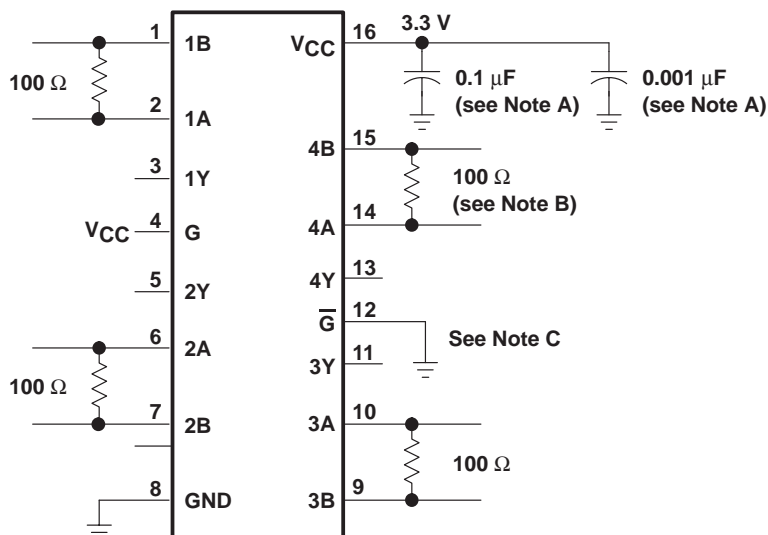 1 1B VCC 16 3.3 V
100 Ω
0.1 μF
(see Note A)
0.001 μF
(see Note A)
2 1A
4B 15
3 1Y
100 Ω
(see Note B)
4A 14
VCC 4 G
4Y 13
5 2Y
G̅ 12
See Note C
6 2A
3Y 11
100 Ω
7 2B
3A 10
100 Ω
8 GND
3B 9